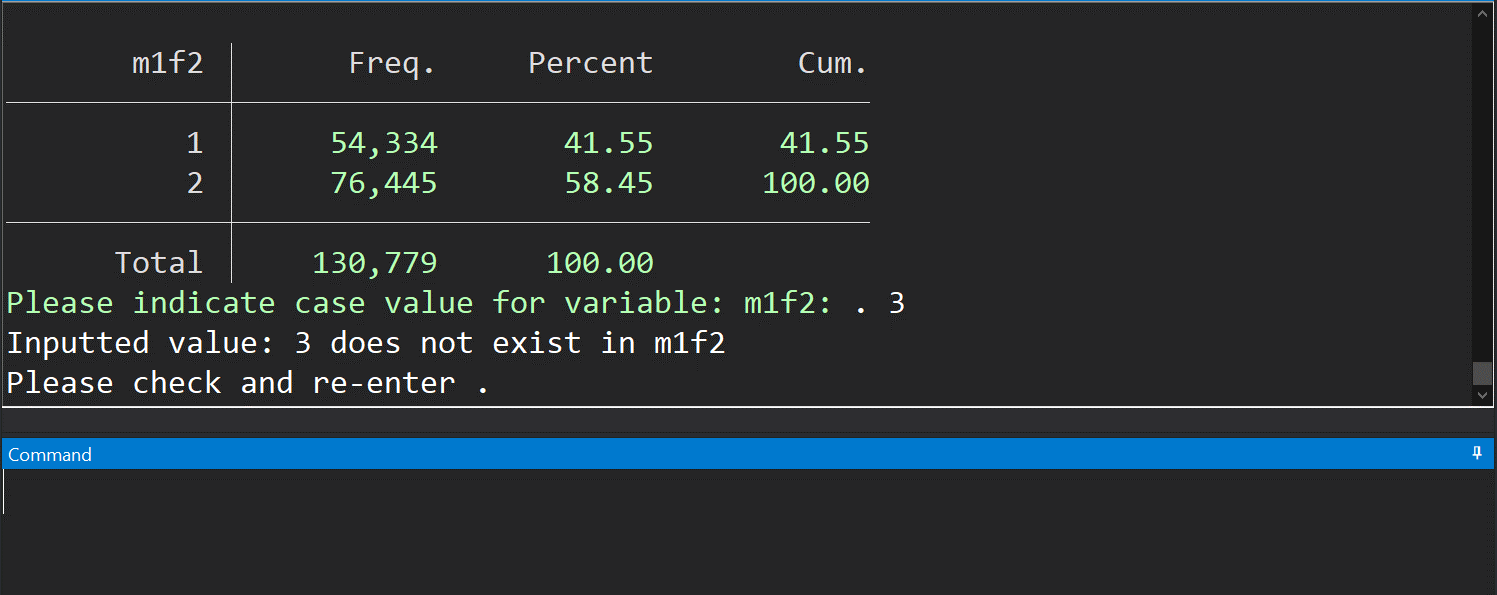 m1f2 Freq. Percent Cum.
1 54,334 41.55 41.55
2 76,445 58.45 100.00
Total 130,779 100.00
Please indicate case value for variable: m1f2: . 3
Inputted value: 3 does not exist in m1f2
Please check and re-enter .
Command